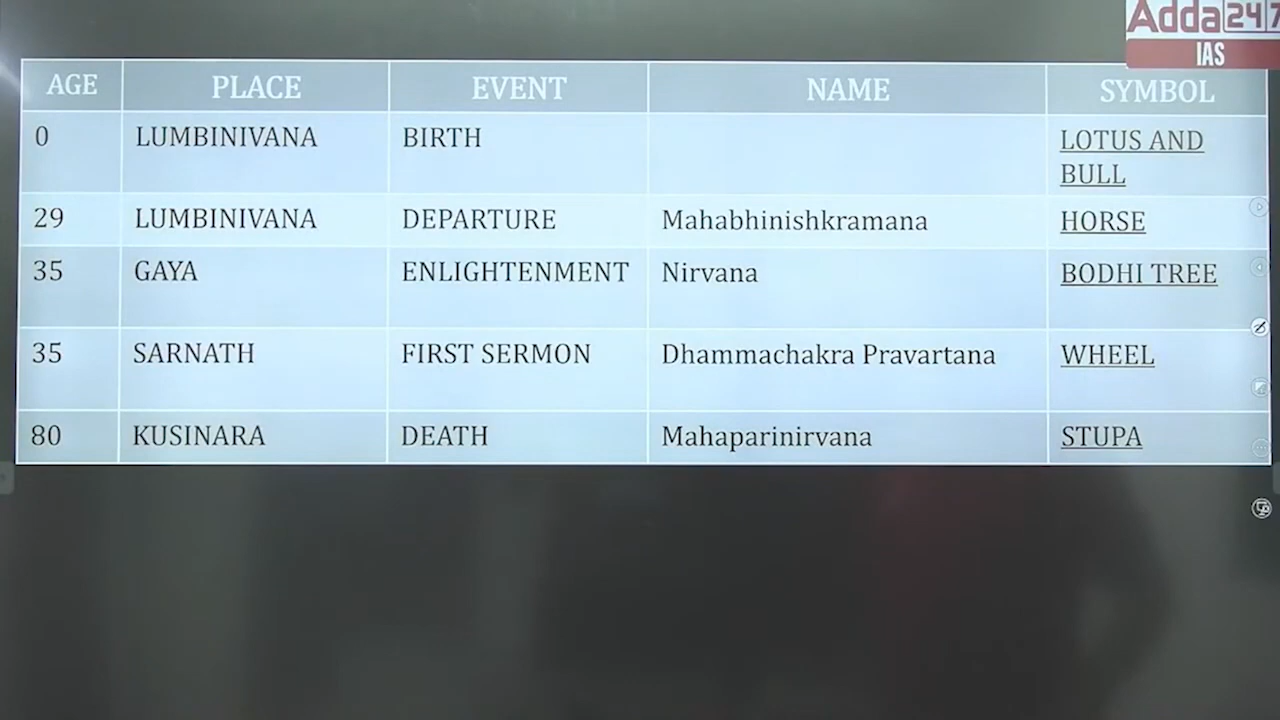 Adda247
IAS
AGE PLACE EVENT NAME SYMBOL
0 LUMBINIVANA BIRTH LOTUS AND
BULL
29 LUMBINIVANA DEPARTURE Mahabhinishkramana HORSE
35 GAYA ENLIGHTENMENT Nirvana BODHI TREE
35 SARNATH FIRST SERMON Dhammachakra Pravartana WHEEL
80 KUSINARA DEATH Mahaparinirvana STUPA